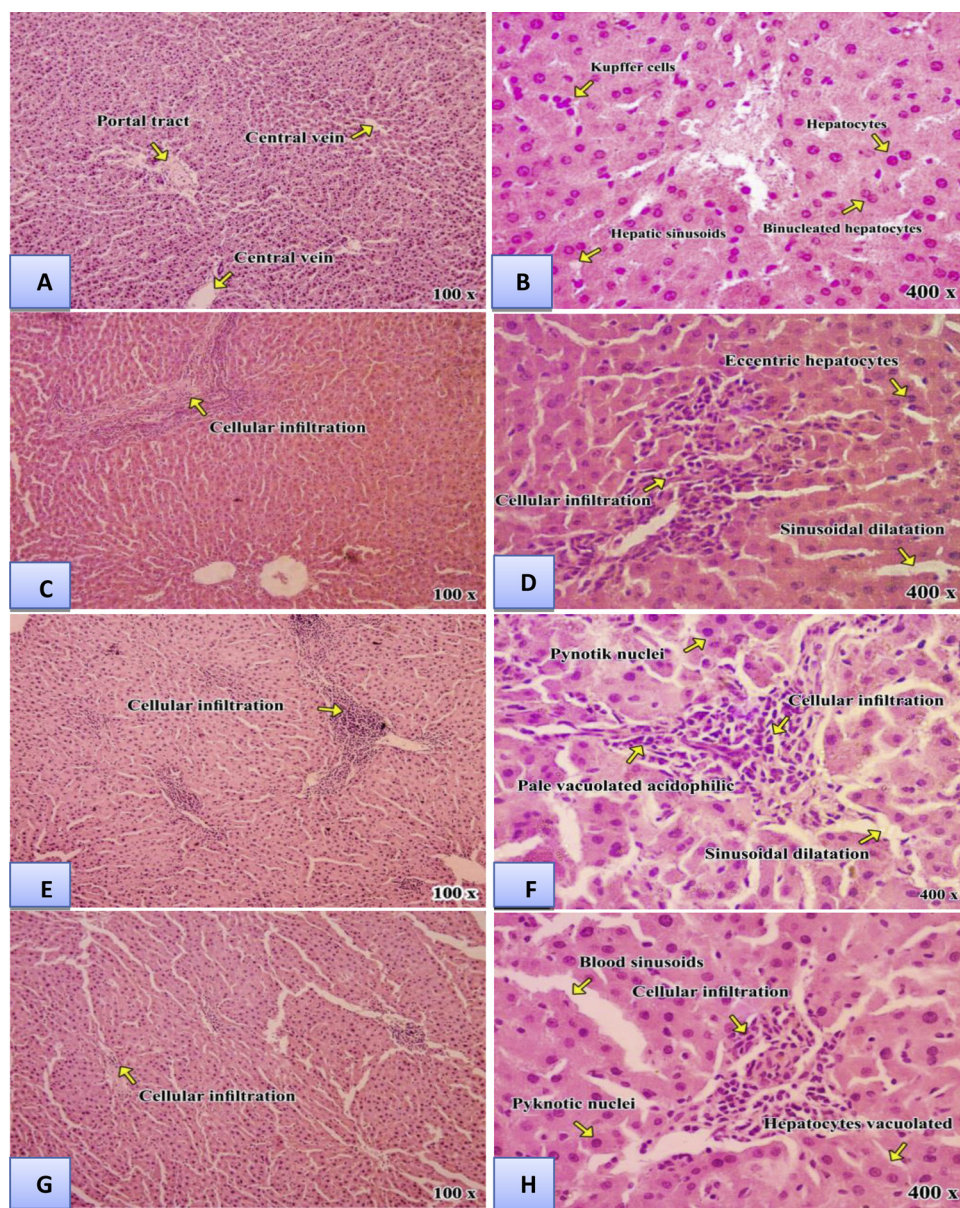 Portal tract
Central vein
Central vein
A
100 x
Kupffer cells
Hepatocytes
Binucleated hepatocytes
Hepatic sinusoids
B
400 x
Cellular infiltration
C
100 x
Eccentric hepatocytes
Cellular infiltration
Sinusoidal dilatation
D
400 x
Cellular infiltration
E
100 x
Pynotik nuclei
Cellular infiltration
Pale vacuolated acidophilic
Sinusoidal dilatation
F
400 x
Cellular infiltration
G
100 x
Blood sinusoids
Cellular infiltration
Pyknotic nuclei
Hepatocytes vacuolated
H
400 x